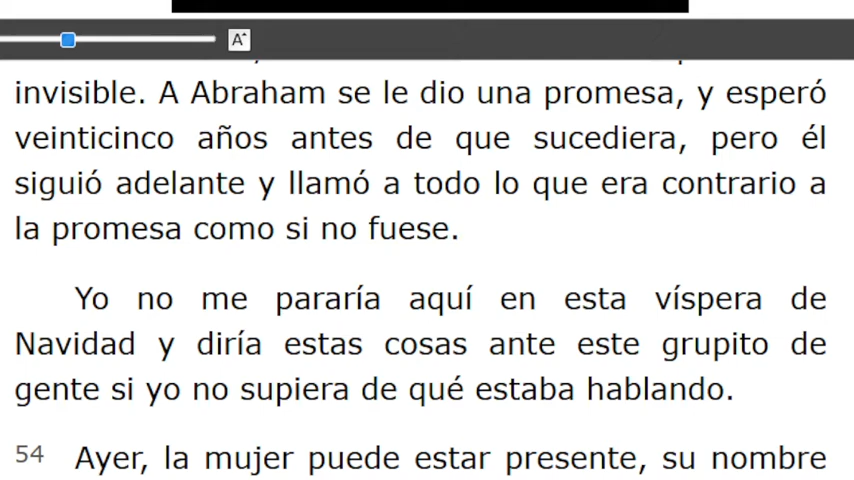 A
invisible. A Abraham se le dio una promesa, y esperó
veinticinco años antes de que sucediera, pero él
siguió adelante y llamó a todo lo que era contrario a
la promesa como si no fuese.
Yo no me pararía aquí en esta víspera de
Navidad y diría estas cosas ante este grupito de
gente si yo no supiera de qué estaba hablando.
54 Ayer, la mujer puede estar presente, su nombre